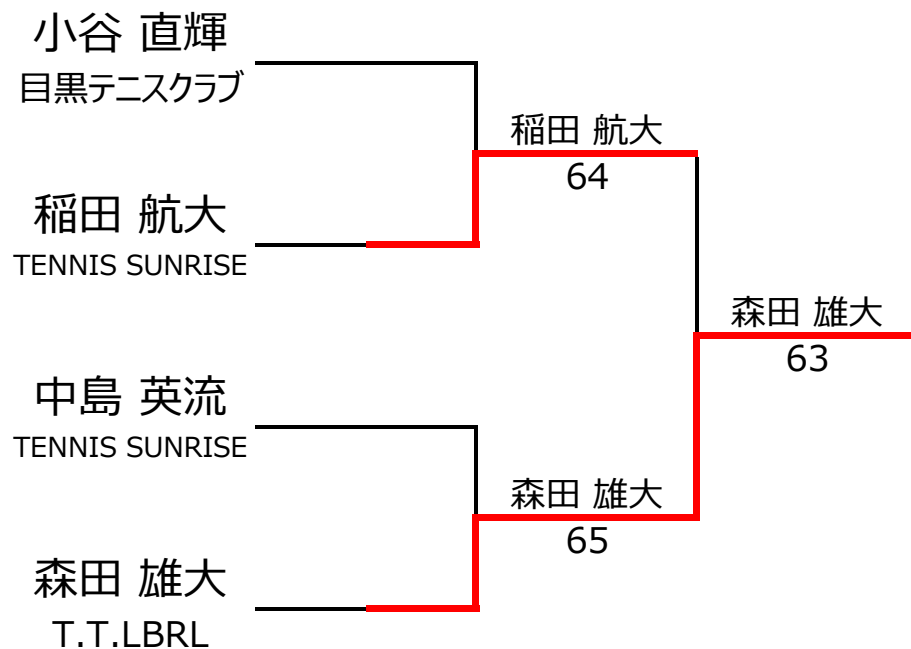 小谷 直輝
目黒テニスクラブ
稲田 航大
64
稲田 航大
TENNIS SUNRISE
森田 雄大
63
中島 英流
TENNIS SUNRISE
森田 雄大
65
森田 雄大
T.T.LBRL